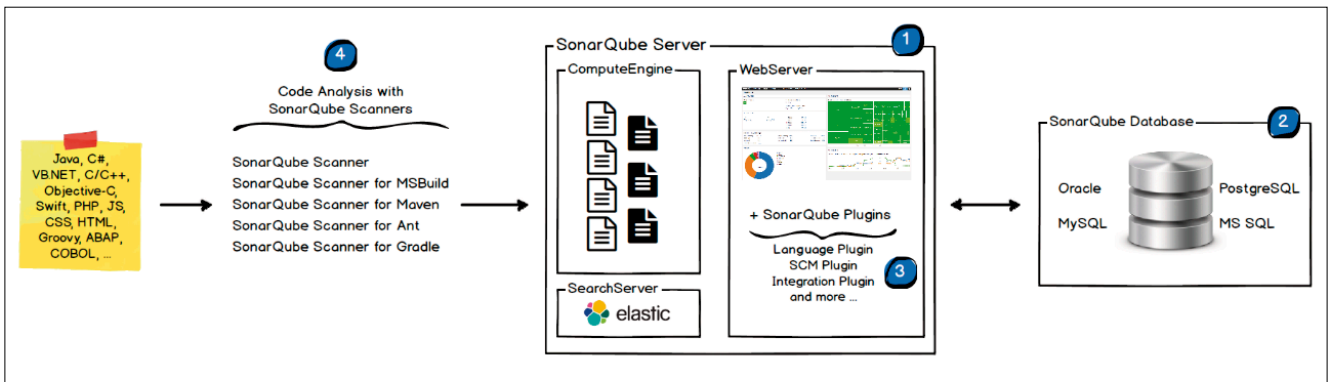 Java, C#,
VB.NET, C/C++,
Objective-C,
Swift, PHP, JS,
CSS, HTML,
Groovy, ABAP,
COBOL, ...
4
Code Analysis with
SonarQube Scanners
SonarQube Scanner
SonarQube Scanner for MSBuild
SonarQube Scanner for Maven
SonarQube Scanner for Ant
SonarQube Scanner for Gradle
1
SonarQube Server
ComputeEngine
SearchServer
elastic
WebServer
+ SonarQube Plugins
Language Plugin
SCM Plugin
Integration Plugin
and more ...
3
2
SonarQube Database
Oracle
PostgreSQL
MySQL
MS SQL